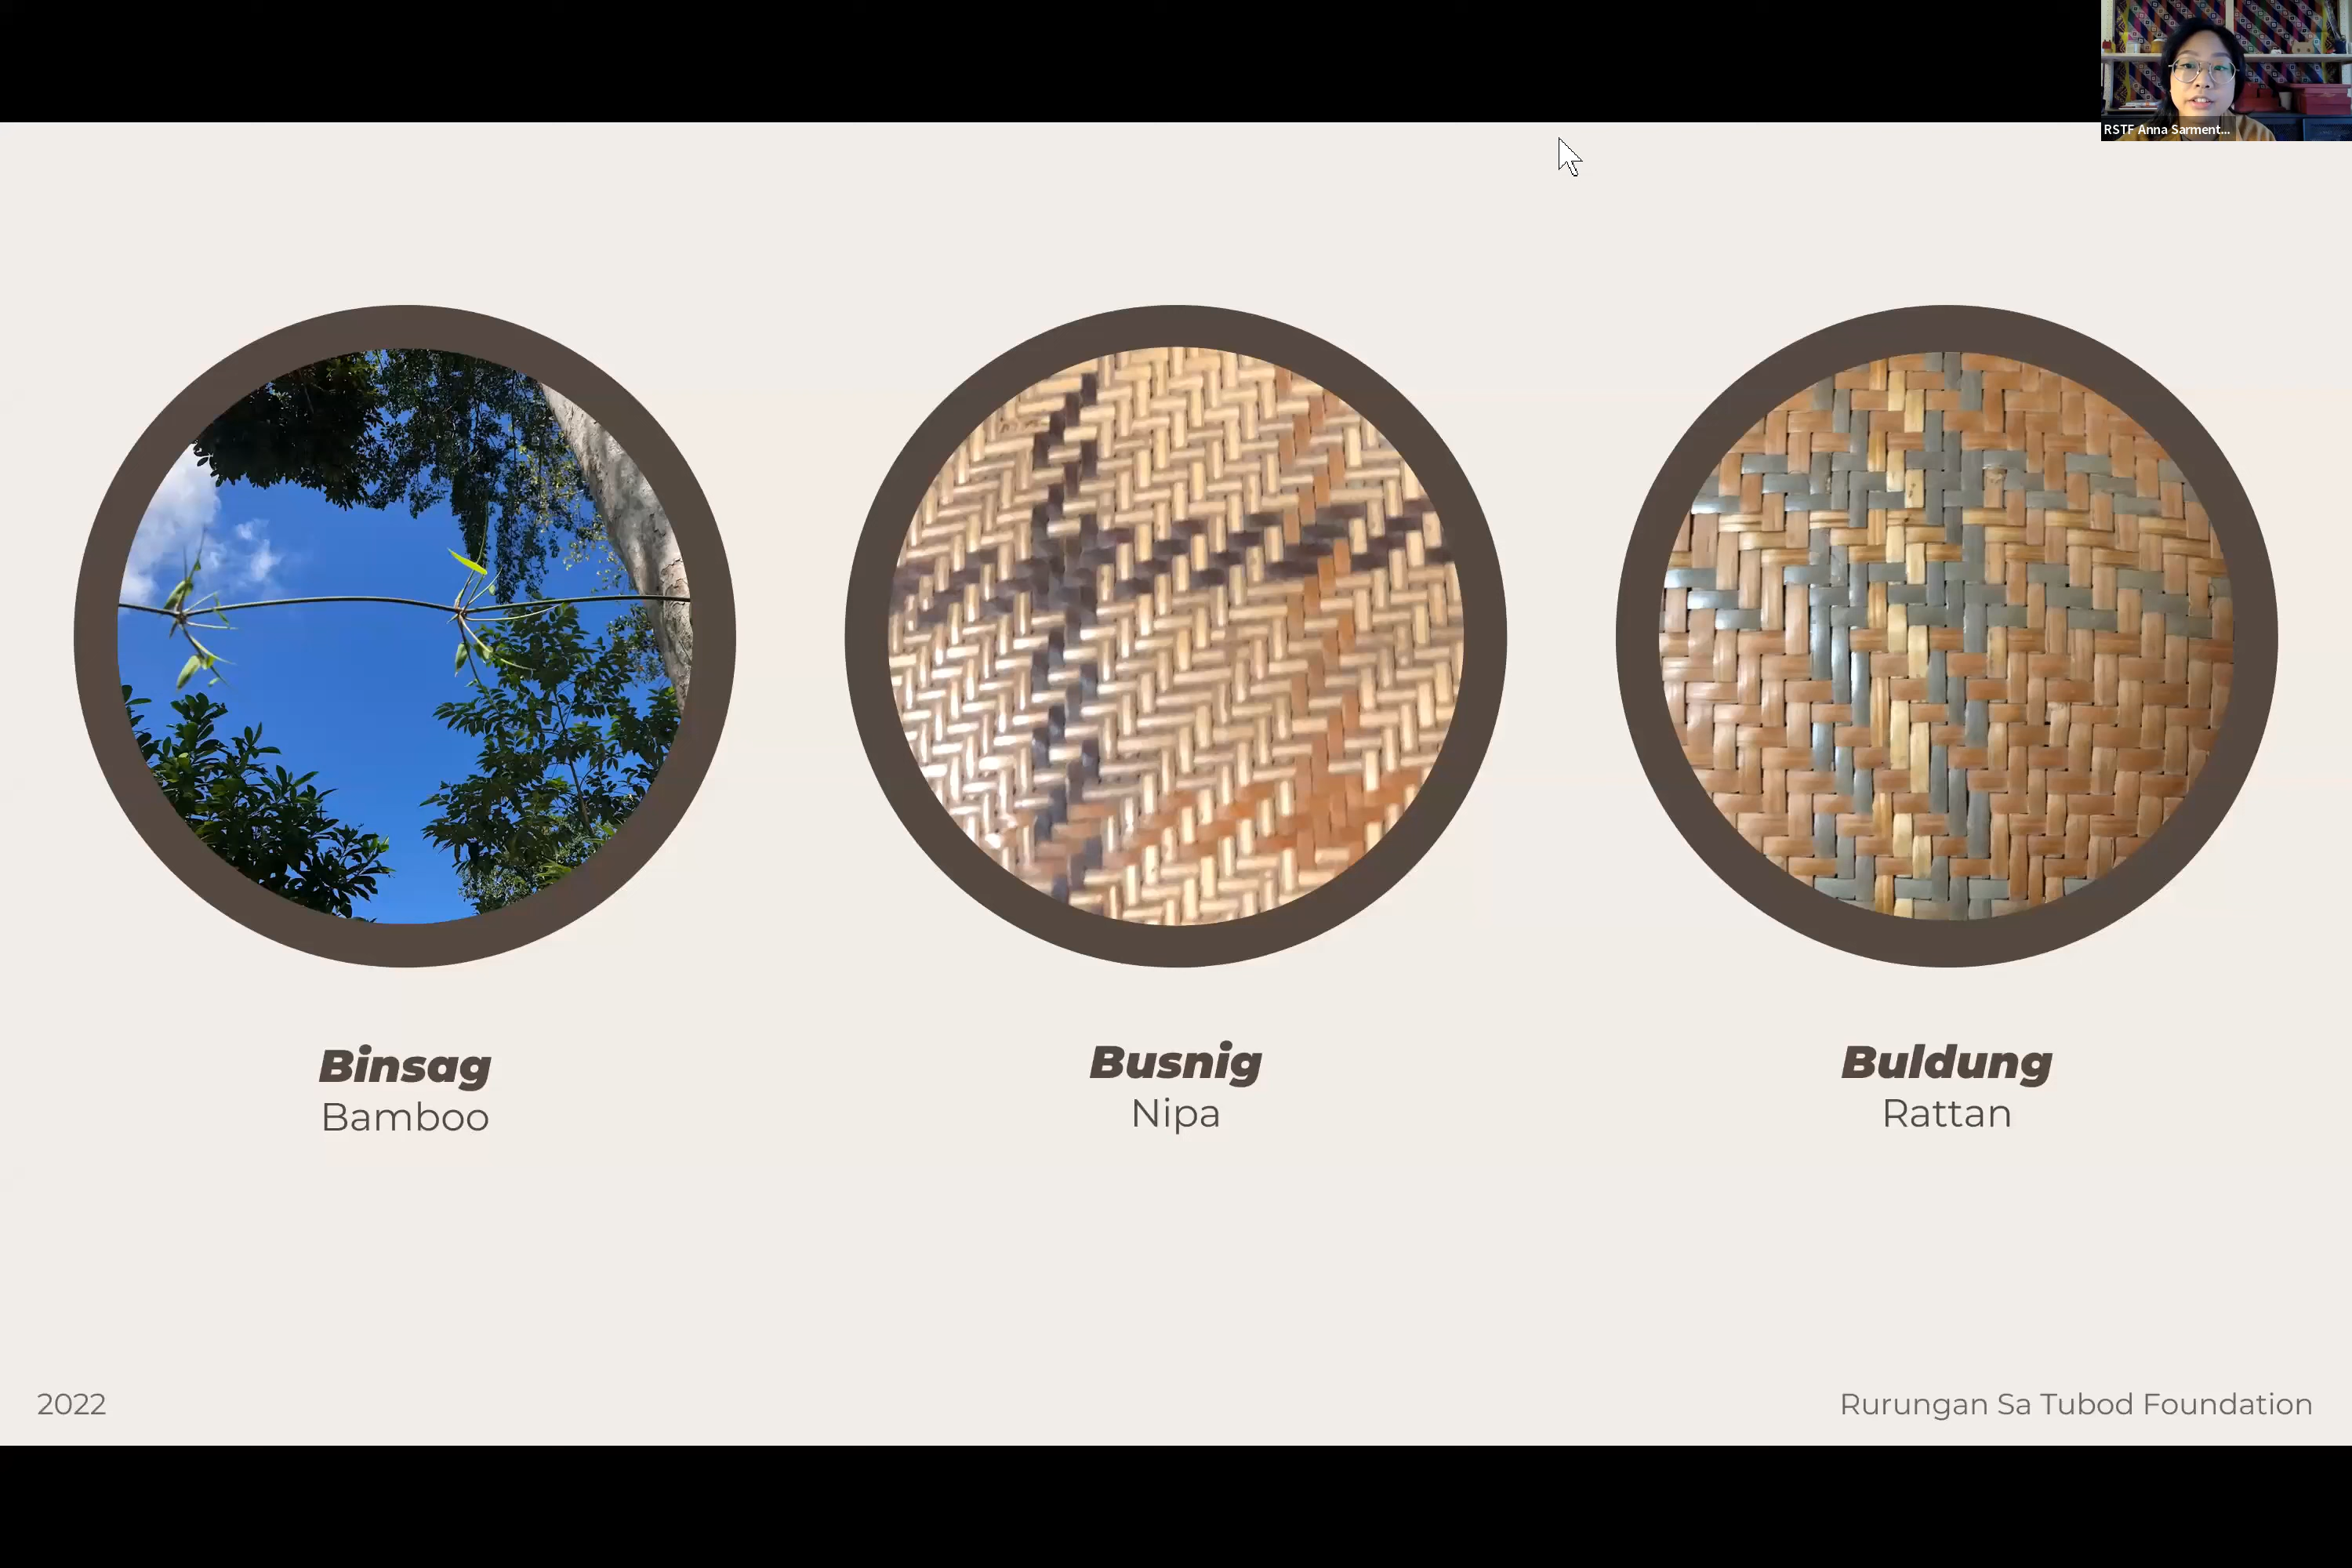 RSTF Anna Sarment...
Binsag
Bamboo
Busnig
Nipa
Buldung
Rattan
2022
Rurungan Sa Tubod Foundation